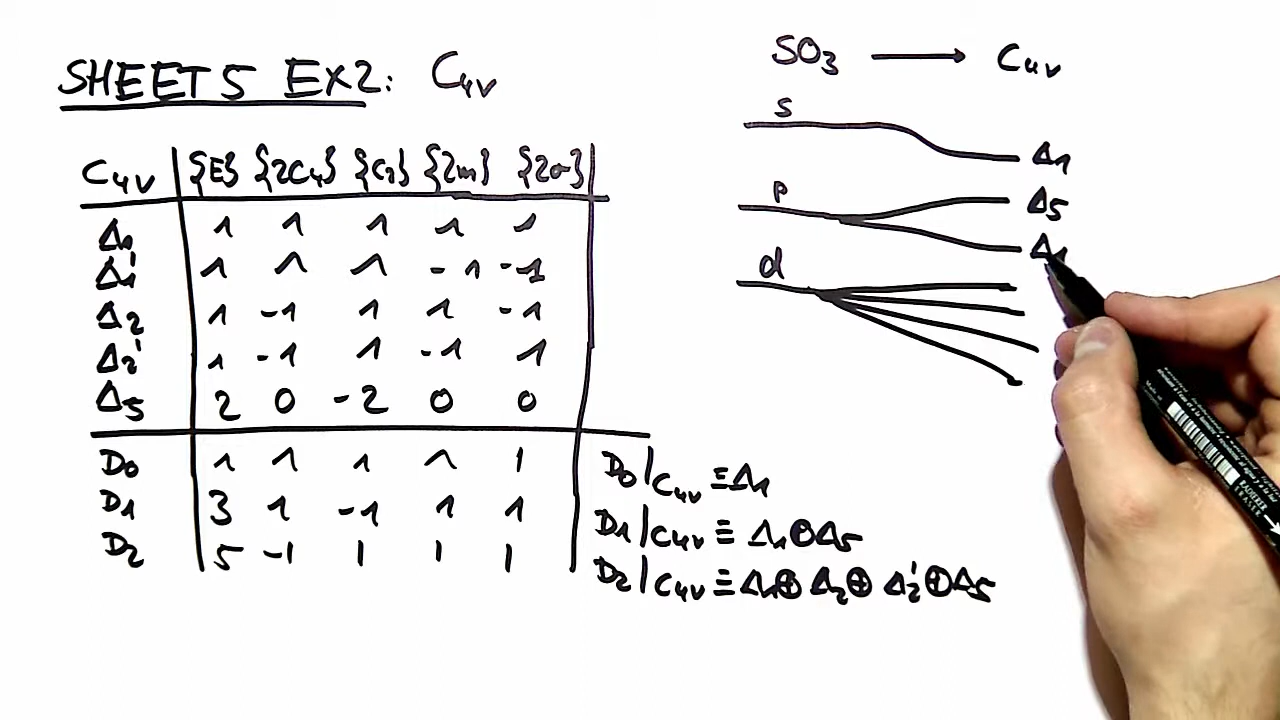 SHEET 5 EX2: C4v
C4v {E} {2C4} {C2} {2m} {2σ}
Δ1 1 1 1 1 1
Δ1' 1 1 1 -1 -1
Δ2 1 -1 1 1 -1
Δ2' 1 -1 1 -1 1
Δ5 2 0 -2 0 0
D0 1 1 1 1 1
D1 3 1 -1 1 1
D2 5 -1 1 1 1
D0|C4v ≡ Δ1
D1|C4v ≡ Δ1⊕Δ5
D2|C4v ≡ Δ1⊕Δ2⊕Δ2'⊕Δ5
SO3 → C4v
s
Δ1
p
Δ5
Δ1
d